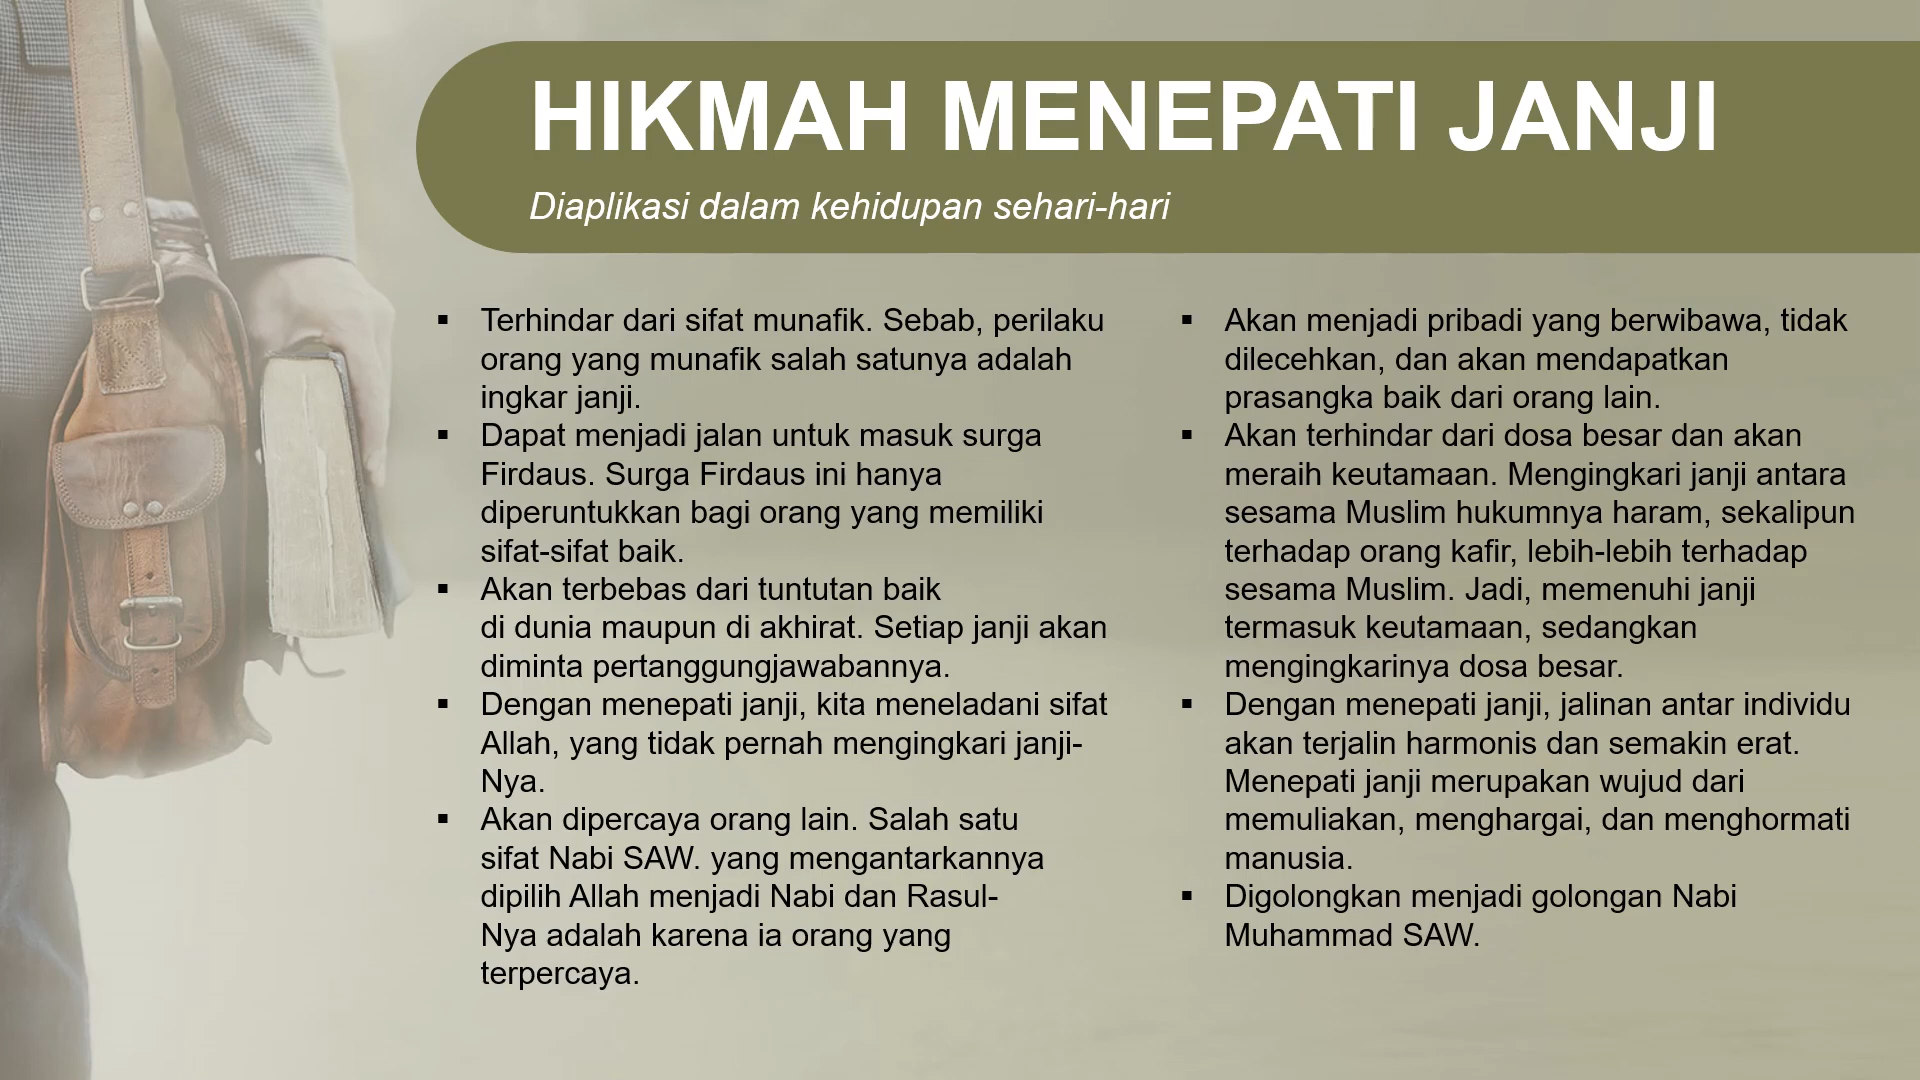 HIKMAH MENEPATI JANJI
Diaplikasi dalam kehidupan sehari-hari
▪ Terhindar dari sifat munafik. Sebab, perilaku
orang yang munafik salah satunya adalah
ingkar janji.
▪ Dapat menjadi jalan untuk masuk surga
Firdaus. Surga Firdaus ini hanya
diperuntukkan bagi orang yang memiliki
sifat-sifat baik.
▪ Akan terbebas dari tuntutan baik
di dunia maupun di akhirat. Setiap janji akan
diminta pertanggungjawabannya.
▪ Dengan menepati janji, kita meneladani sifat
Allah, yang tidak pernah mengingkari janji-
Nya.
▪ Akan dipercaya orang lain. Salah satu
sifat Nabi SAW. yang mengantarkannya
dipilih Allah menjadi Nabi dan Rasul-
Nya adalah karena ia orang yang
terpercaya.
▪ Akan menjadi pribadi yang berwibawa, tidak
dilecehkan, dan akan mendapatkan
prasangka baik dari orang lain.
▪ Akan terhindar dari dosa besar dan akan
meraih keutamaan. Mengingkari janji antara
sesama Muslim hukumnya haram, sekalipun
terhadap orang kafir, lebih-lebih terhadap
sesama Muslim. Jadi, memenuhi janji
termasuk keutamaan, sedangkan
mengingkarinya dosa besar.
▪ Dengan menepati janji, jalinan antar individu
akan terjalin harmonis dan semakin erat.
Menepati janji merupakan wujud dari
memuliakan, menghargai, dan menghormati
manusia.
▪ Digolongkan menjadi golongan Nabi
Muhammad SAW.